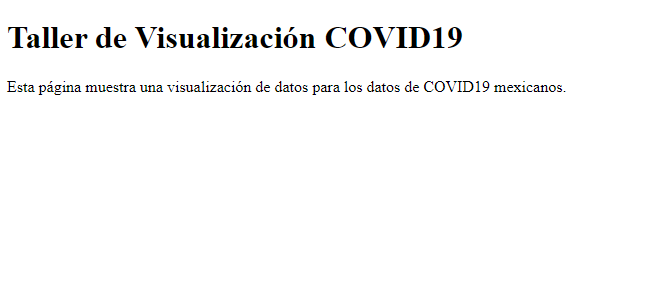 Taller de Visualización COVID19
Esta página muestra una visualización de datos para los datos de COVID19 mexicanos.